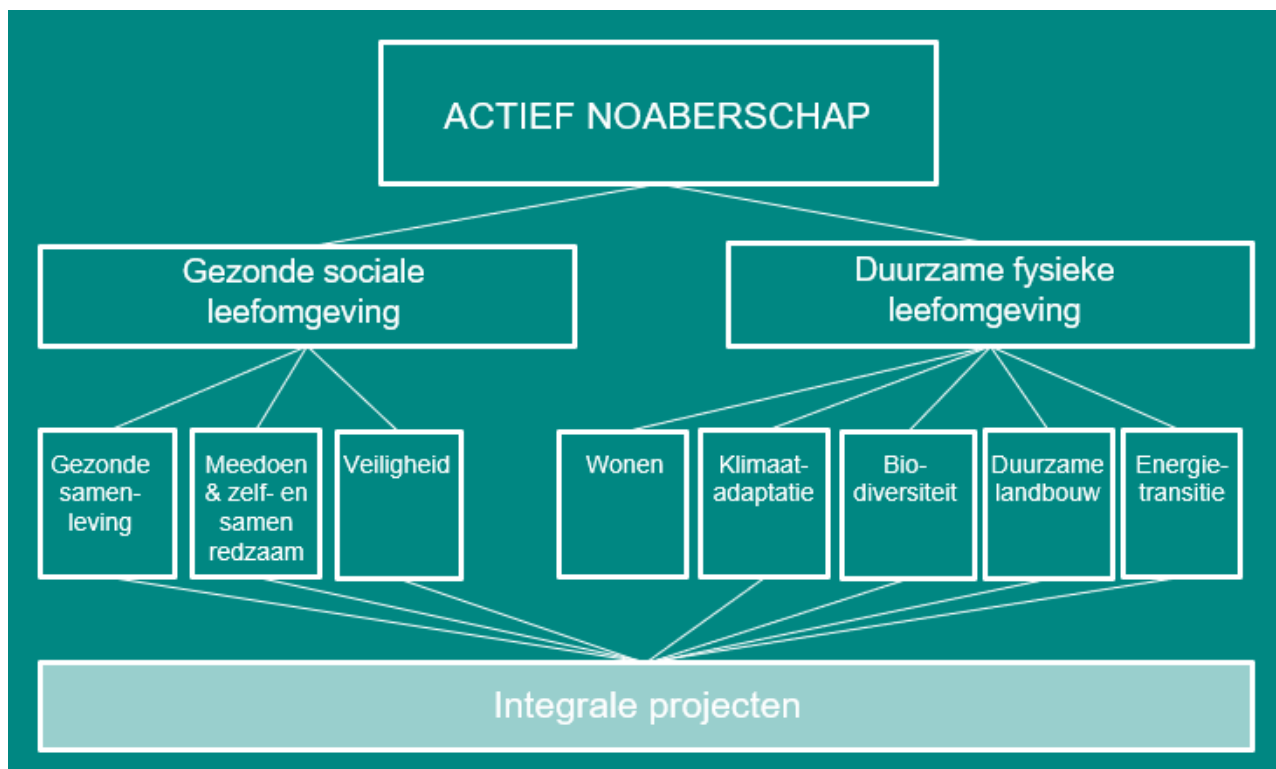 ACTIEF NOABERSCHAP
Gezonde sociale
leefomgeving
Duurzame fysieke
leefomgeving
Gezonde
samen-
leving
Meedoen
& zelf- en
samen
redzaam
Veiligheid
Wonen
Klimaat-
adaptatie
Bio-
diversiteit
Duurzame
landbouw
Energie-
transitie
Integrale projecten